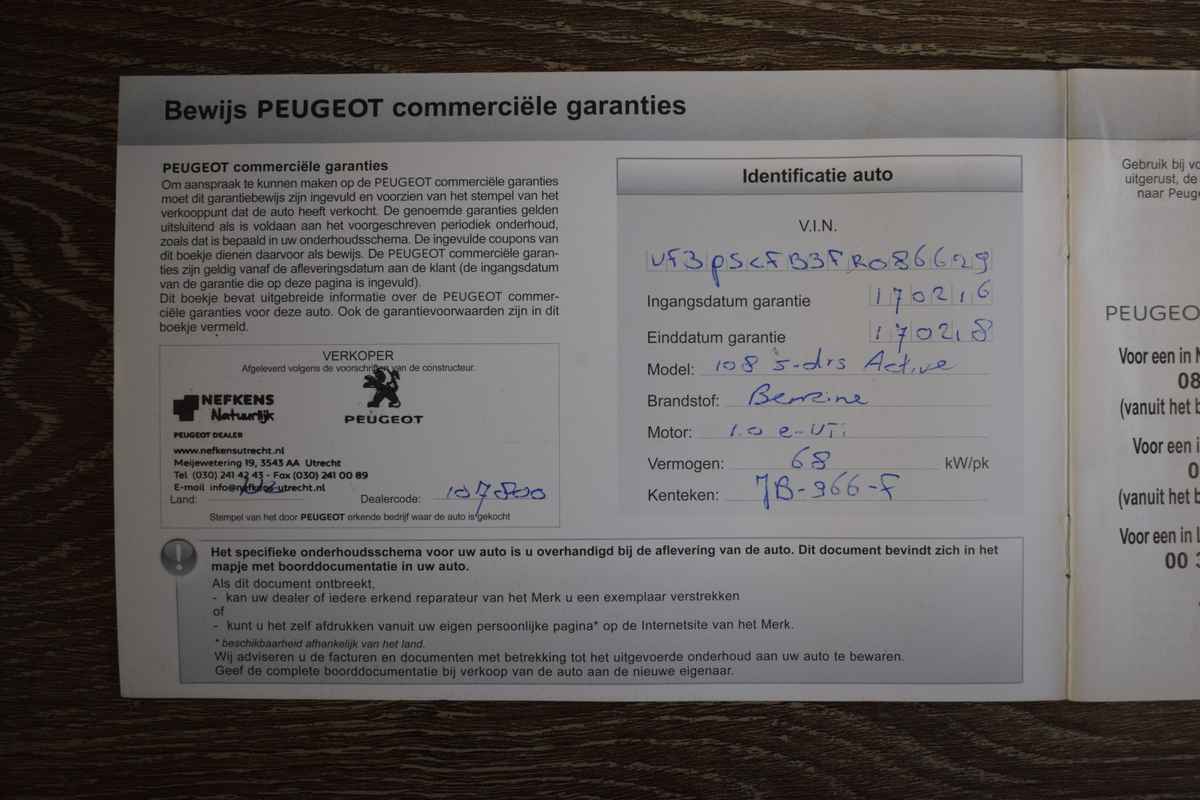 Bewijs PEUGEOT commerciële garanties
PEUGEOT commerciële garanties
Om aanspraak te kunnen maken op de PEUGEOT commerciële garanties
moet dit garantiebewijs zijn ingevuld en voorzien van het stempel van het
verkooppunt dat de auto heeft verkocht. De genoemde garanties gelden
uitsluitend als is voldaan aan het voorgeschreven periodiek onderhoud,
zoals dat is bepaald in uw onderhoudsschema. De ingevulde coupons van
dit boekje dienen daarvoor als bewijs. De PEUGEOT commerciële garan-
ties zijn geldig vanaf de afleveringsdatum aan de klant (de ingangsdatum
van de garantie die op deze pagina is ingevuld).
Dit boekje bevat uitgebreide informatie over de PEUGEOT commer-
ciële garanties voor deze auto. Ook de garantievoorwaarden zijn in dit
boekje vermeld.
VERKOPER
Afgeleverd volgens de voorschriften van de constructeur.
NEFKENS
Natuurlijk
PEUGEOT
PEUGEOT DEALER
www.nefkensutrecht.nl
Meijewetering 19, 3543 AA Utrecht
Tel (030) 241 42 43 - Fax (030) 241 00 89
E-mail info@nefkens-utrecht.nl
Land:
Dealercode: 107800
Stempel van het door PEUGEOT erkende bedrijf waar de auto is gekocht
Identificatie auto
V.I.N.
VF3PSCFB3FR086629
Ingangsdatum garantie 170216
Einddatum garantie 170218
Model: 108 5-drs Active
Brandstof: Benzine
Motor: 1.0 e-VTi
Vermogen: 68 kW/pk
Kenteken: JB-966-F
Het specifieke onderhoudsschema voor uw auto is u overhandigd bij de aflevering van de auto. Dit document bevindt zich in het
mapje met boorddocumentatie in uw auto.
Als dit document ontbreekt,
- kan uw dealer of iedere erkend reparateur van het Merk u een exemplaar verstrekken
of
- kunt u het zelf afdrukken vanuit uw eigen persoonlijke pagina* op de Internetsite van het Merk.
* beschikbaarheid afhankelijk van het land.
Wij adviseren u de facturen en documenten met betrekking tot het uitgevoerde onderhoud aan uw auto te bewaren.
Geef de complete boorddocumentatie bij verkoop van de auto aan de nieuwe eigenaar.
Gebruik bij
uitgerust, de
naar
Voor een in
08
(vanuit het
Voor een
0
(vanuit het
Voor een in
00